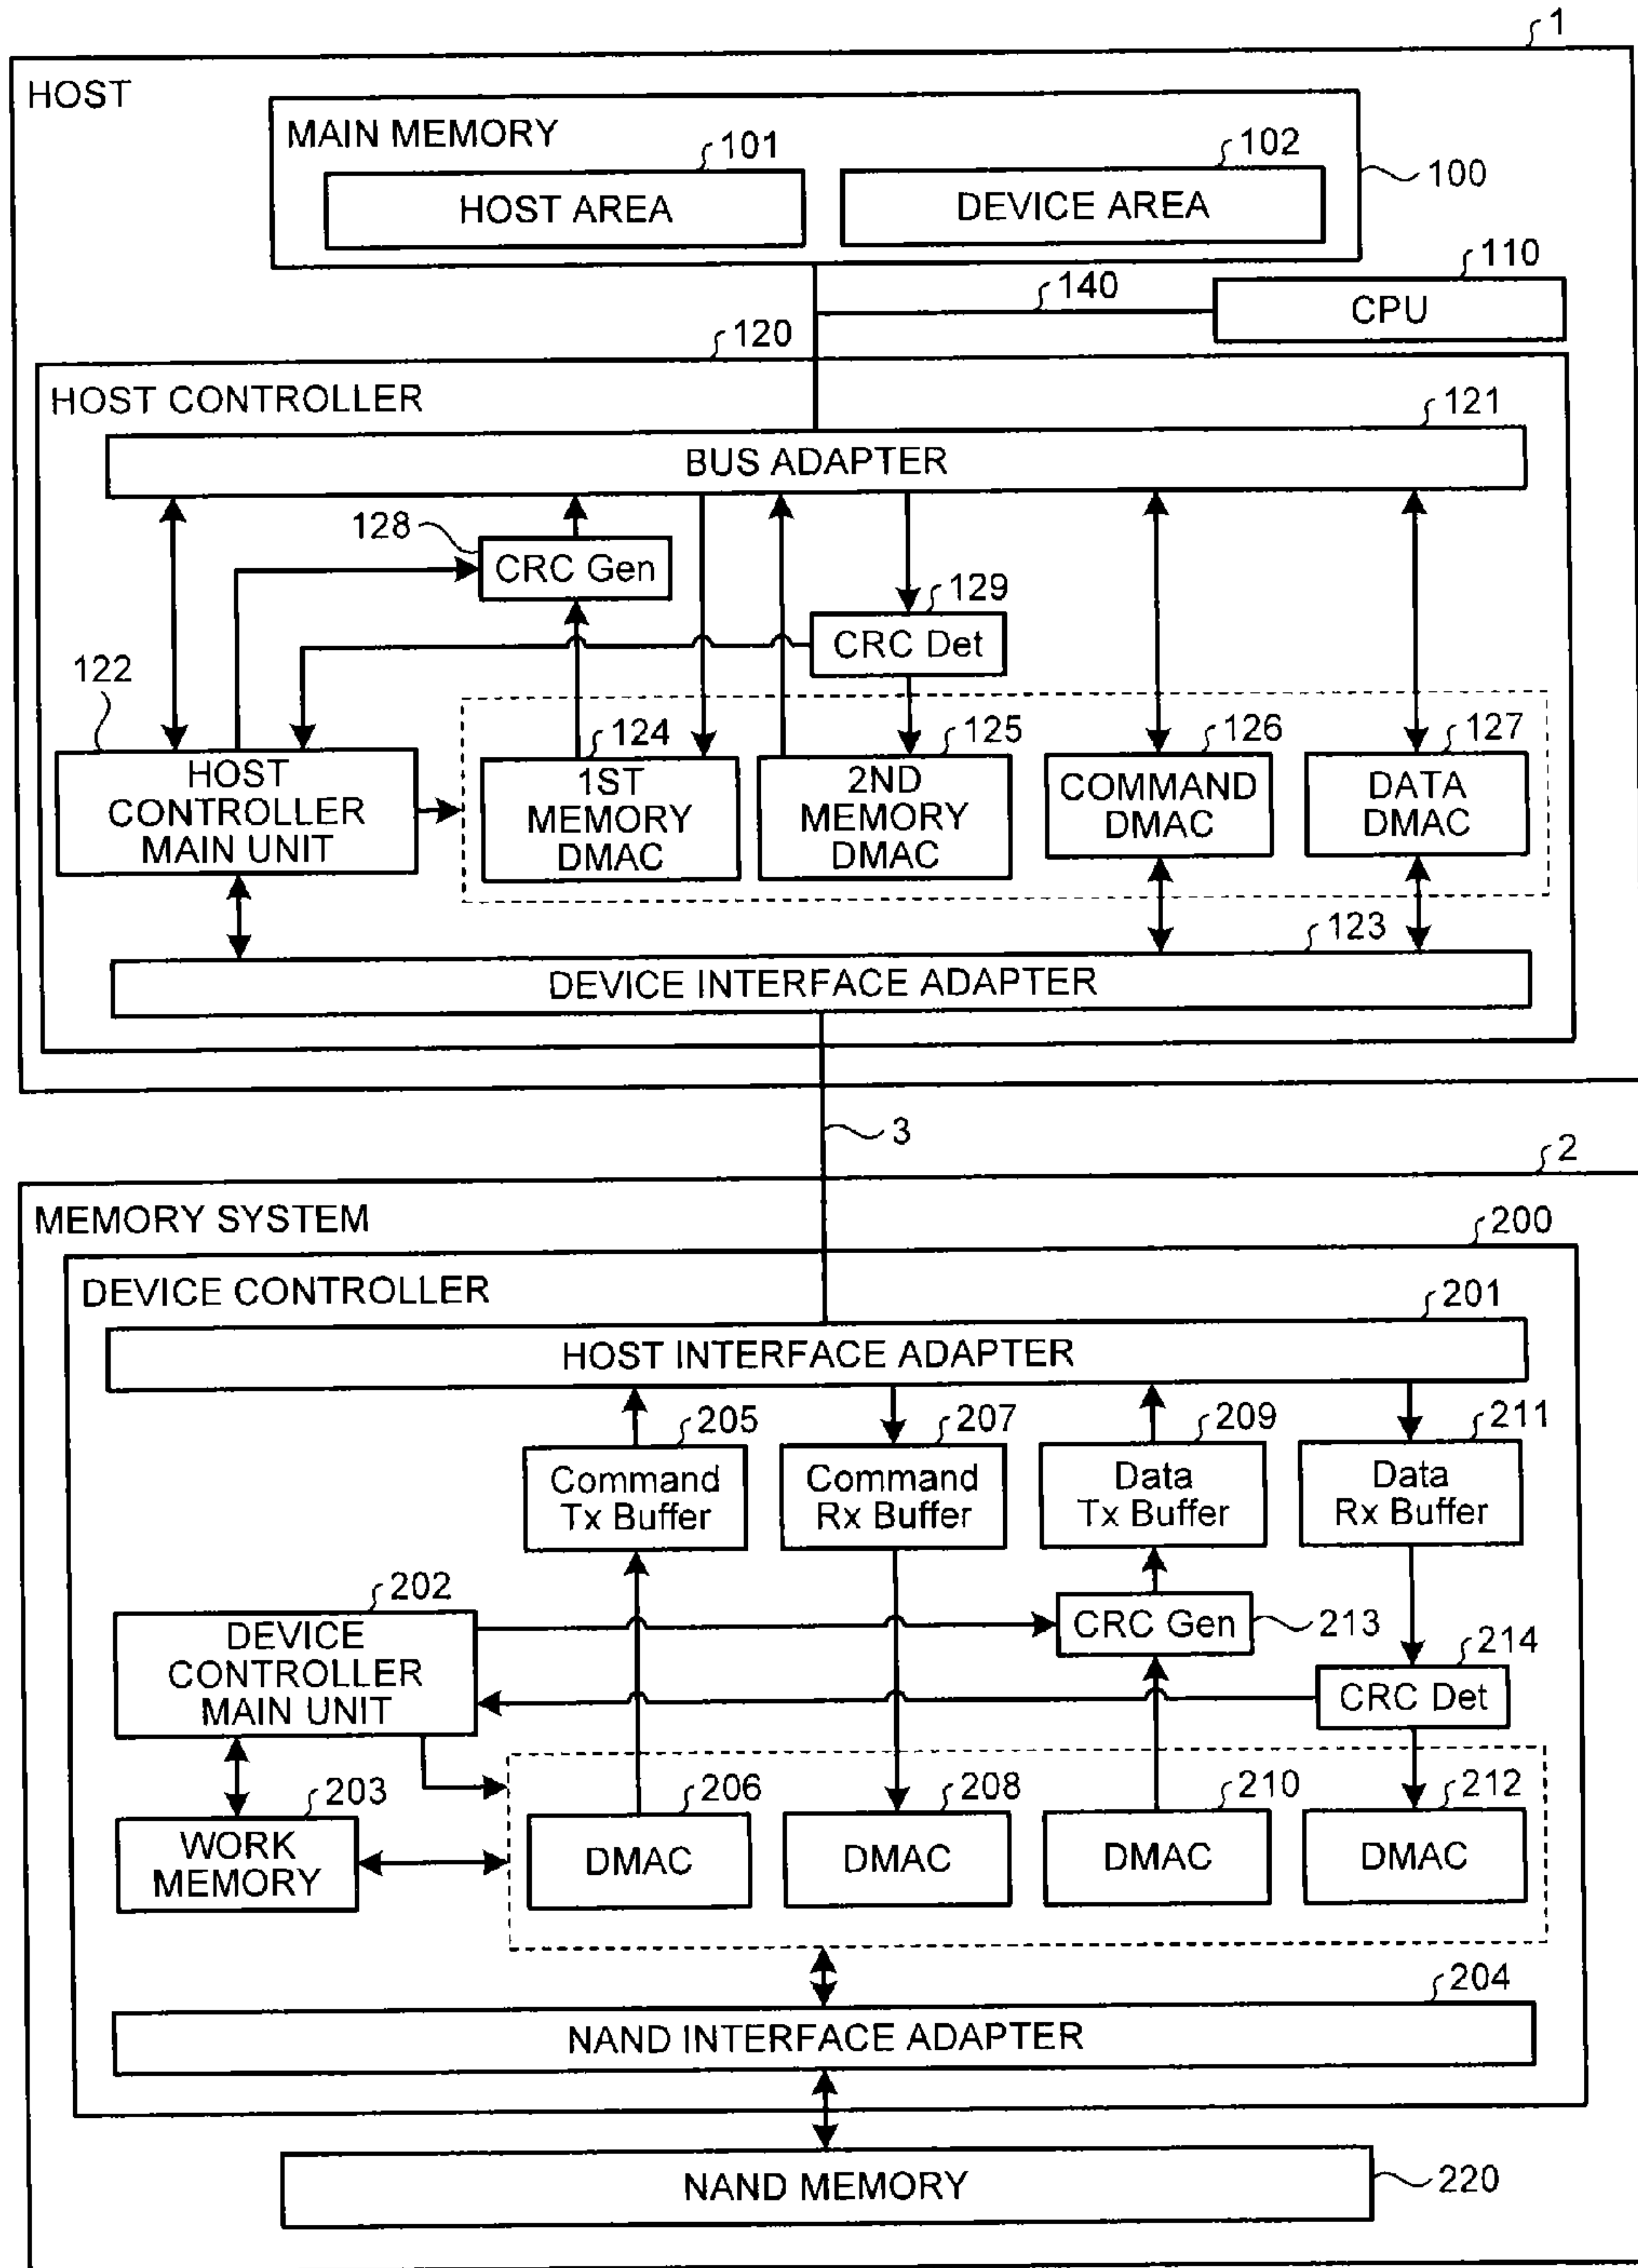 1
HOST
MAIN MEMORY
101
102
HOST AREA
DEVICE AREA
100
110
140
CPU
120
HOST CONTROLLER
121
BUS ADAPTER
128
CRC Gen
129
CRC Det
122
124
125
126
127
HOST
CONTROLLER
MAIN UNIT
1ST
MEMORY
DMAC
2ND
MEMORY
DMAC
COMMAND
DMAC
DATA
DMAC
123
DEVICE INTERFACE ADAPTER
3
2
MEMORY SYSTEM
200
DEVICE CONTROLLER
201
HOST INTERFACE ADAPTER
205
207
209
211
Command
Tx Buffer
Command
Rx Buffer
Data
Tx Buffer
Data
Rx Buffer
202
DEVICE
CONTROLLER
MAIN UNIT
CRC Gen
213
214
CRC Det
203
206
208
210
212
WORK
MEMORY
DMAC
DMAC
DMAC
DMAC
204
NAND INTERFACE ADAPTER
NAND MEMORY
220